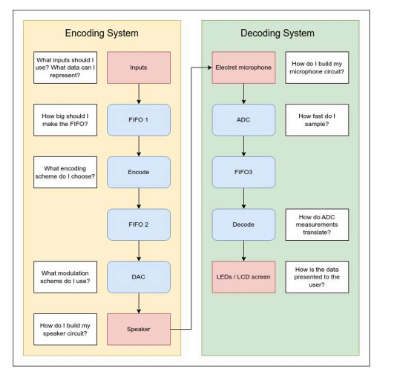 Encoding System
Decoding System
What inputs should I
use? What data can I
represent?
Inputs
Electret microphone
How do I build my
microphone circuit?
How big should I
make the FIFO?
FIFO 1
ADC
How fast do I
sample?
What encoding
scheme do I choose?
Encode
FIFO3
FIFO 2
Decode
How do ADC
measurements
translate?
What modulation
scheme do I use?
DAC
LEDs / LCD screen
How is the data
presented to the
user?
How do I build my
speaker circuit?
Speaker